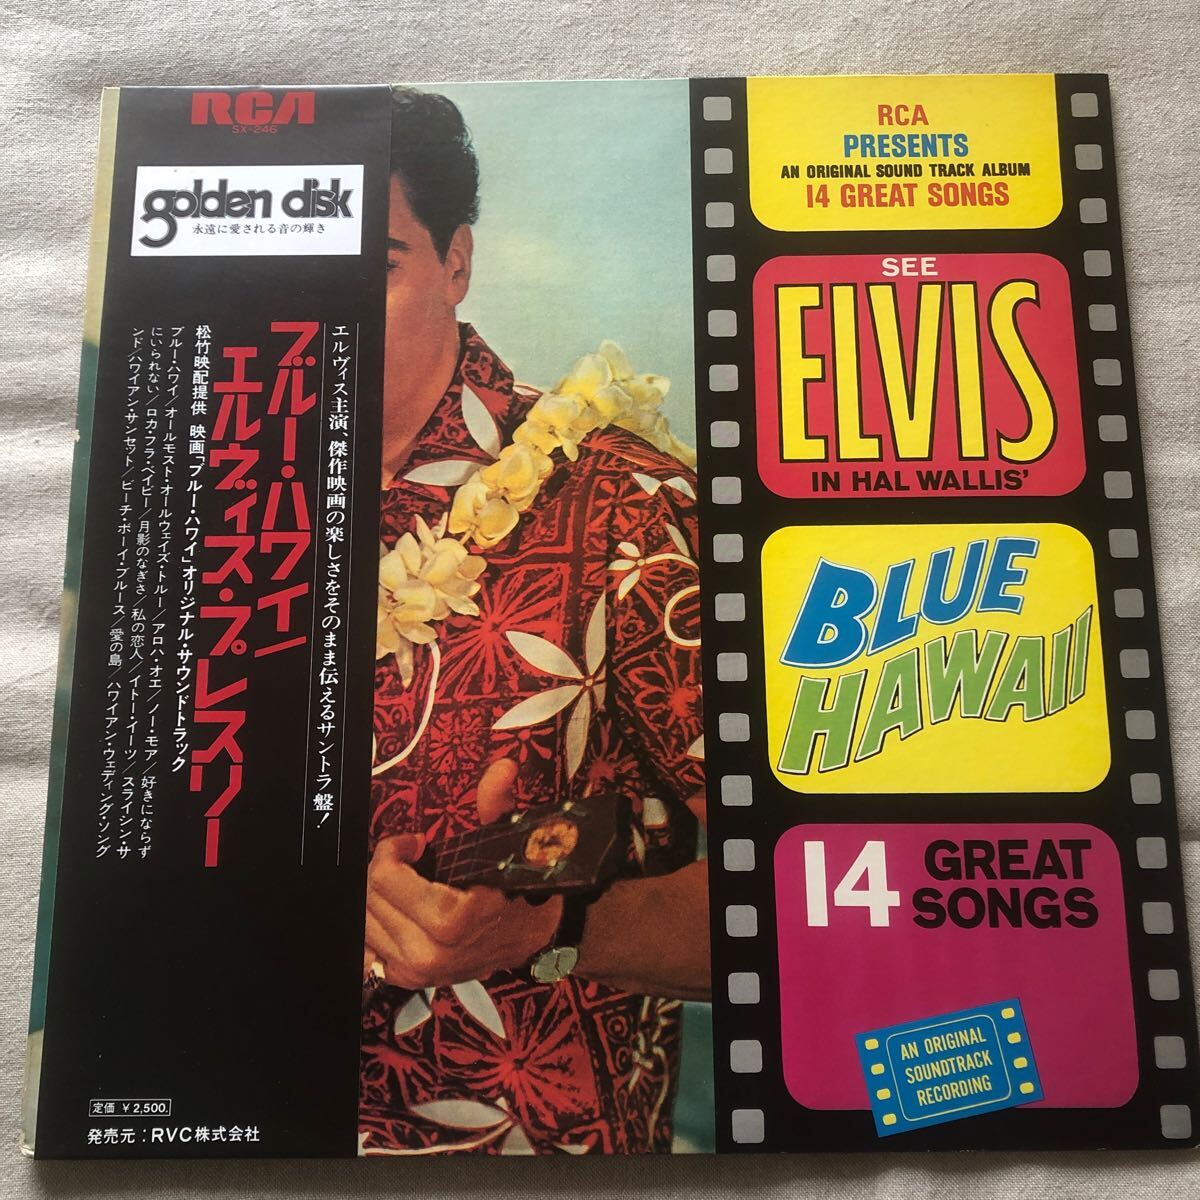 RCA
SX-246
golden disk
永遠に愛される音の輝き
エルヴィス主演、傑作映画の楽しさをそのまま伝えるサントラ盤!
ブルー・ハワイ/
エルヴィス・プレスリー
松竹映配提供 映画「ブルー・ハワイ」オリジナル・サウンドトラック
ブルー・ハワイ/オールモスト・オールウェイズ・トルー/アロハ・オエ/ノー・モア/好きにならず
にいられない/ロカ・フラ・ベイビー/月影のなぎさ/私の恋人/イトー・イーツ/スライシン・サ
ンド/ハワイアン・サンセット/ビーチ・ボーイ・ブルース/愛の島/ハワイアン・ウェディング・ソング
定価 ¥2,500.
発売元:RVC株式会社
RCA
PRESENTS
AN ORIGINAL SOUND TRACK ALBUM
14 GREAT SONGS
SEE
ELVIS
IN HAL WALLIS'
BLUE
HAWAII
14 GREAT
SONGS
AN ORIGINAL
SOUNDTRACK
RECORDING